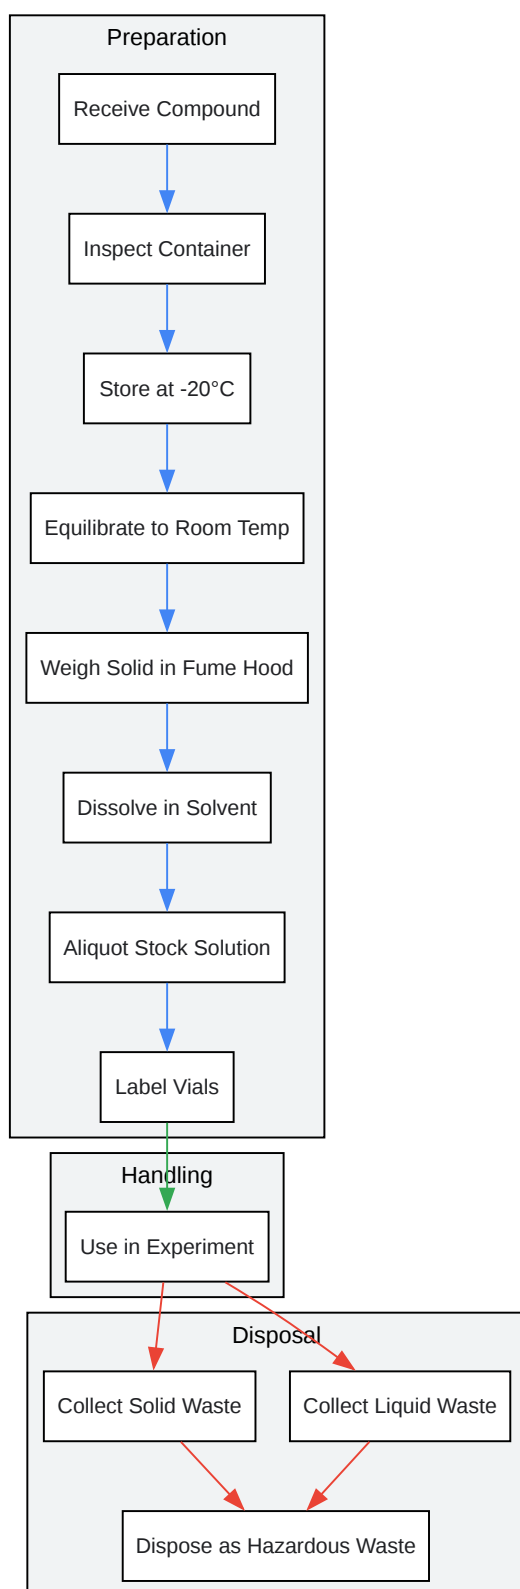 Preparation
Receive Compound
Inspect Container
Store at -20°C
Equilibrate to Room Temp
Weigh Solid in Fume Hood
Dissolve in Solvent
Aliquot Stock Solution
Label Vials
Handling
Use in Experiment
Disposal
Collect Solid Waste
Collect Liquid Waste
Dispose as Hazardous Waste